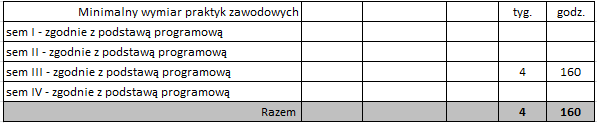 Minimalny wymiar praktyk zawodowych tyg. godz.
sem I - zgodnie z podstawą programową
sem II - zgodnie z podstawą programową
sem III - zgodnie z podstawą programową 4 160
sem IV - zgodnie z podstawą programową
Razem 4 160